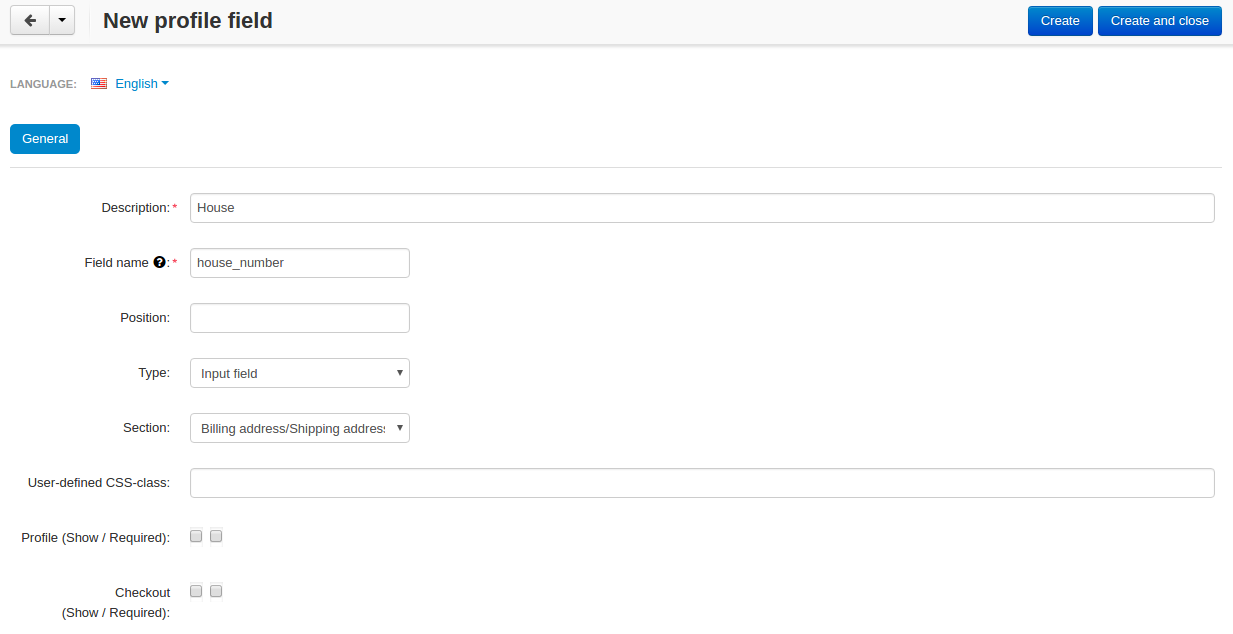 New profile field
Create
Create and close
LANGUAGE: English
General
Description:* House
Field name ?:* house_number
Position:
Type: Input field
Section: Billing address/Shipping address
User-defined CSS-class:
Profile (Show / Required):
Checkout
(Show / Required):